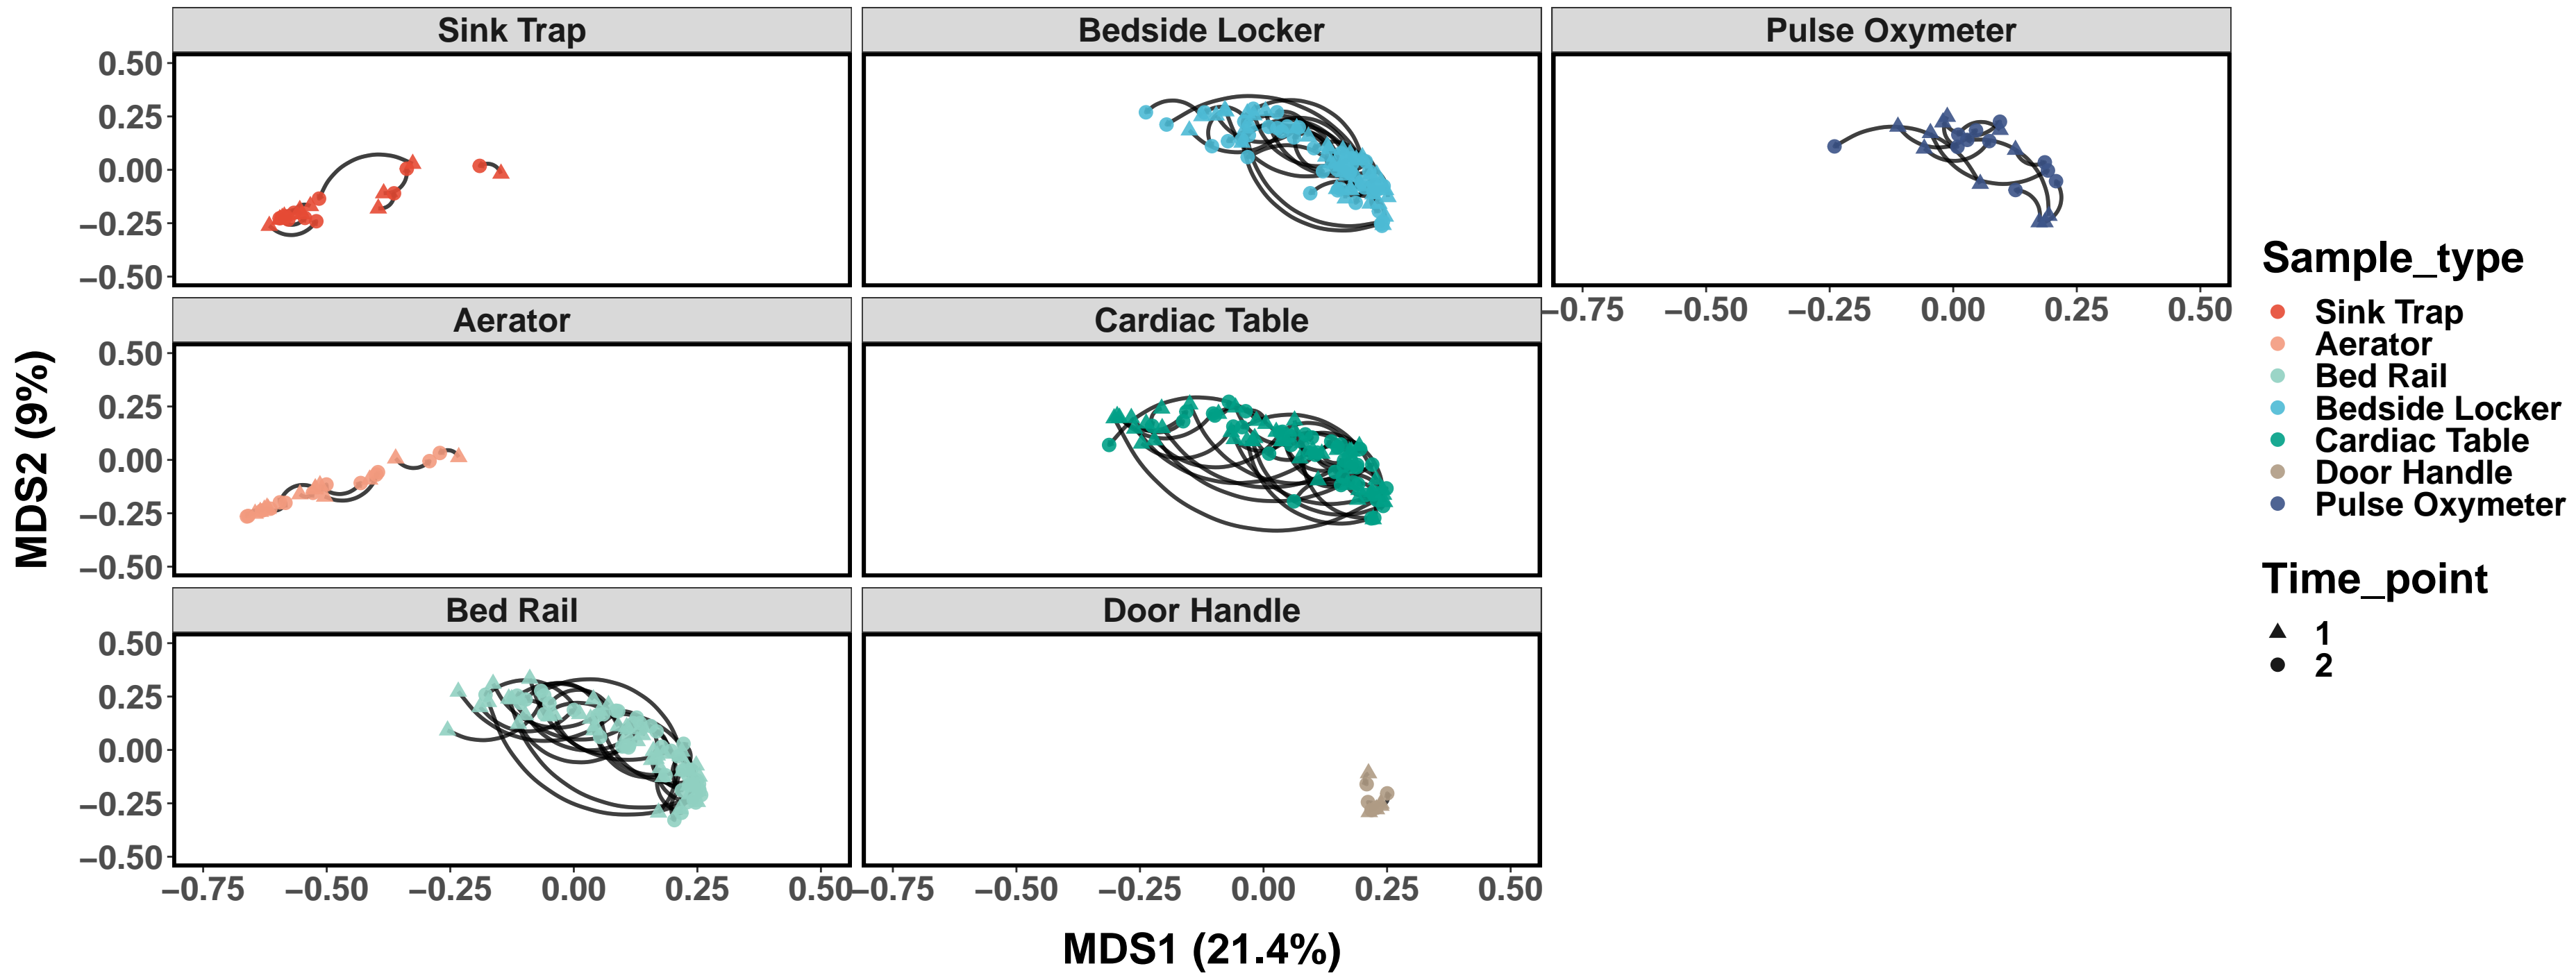 Sink Trap
Bedside Locker
Pulse Oxymeter
0.50
0.25
0.00
−0.25
−0.50
−0.75 −0.50 −0.25 0.00 0.25 0.50
Aerator
Cardiac Table
0.50
0.25
0.00
−0.25
−0.50
Bed Rail
Door Handle
0.50
0.25
0.00
−0.25
−0.50
−0.75 −0.50 −0.25 0.00 0.25 0.50
−0.75 −0.50 −0.25 0.00 0.25 0.50
MDS2 (9%)
MDS1 (21.4%)
Sample_type
Sink Trap
Aerator
Bed Rail
Bedside Locker
Cardiac Table
Door Handle
Pulse Oxymeter
Time_point
1
2